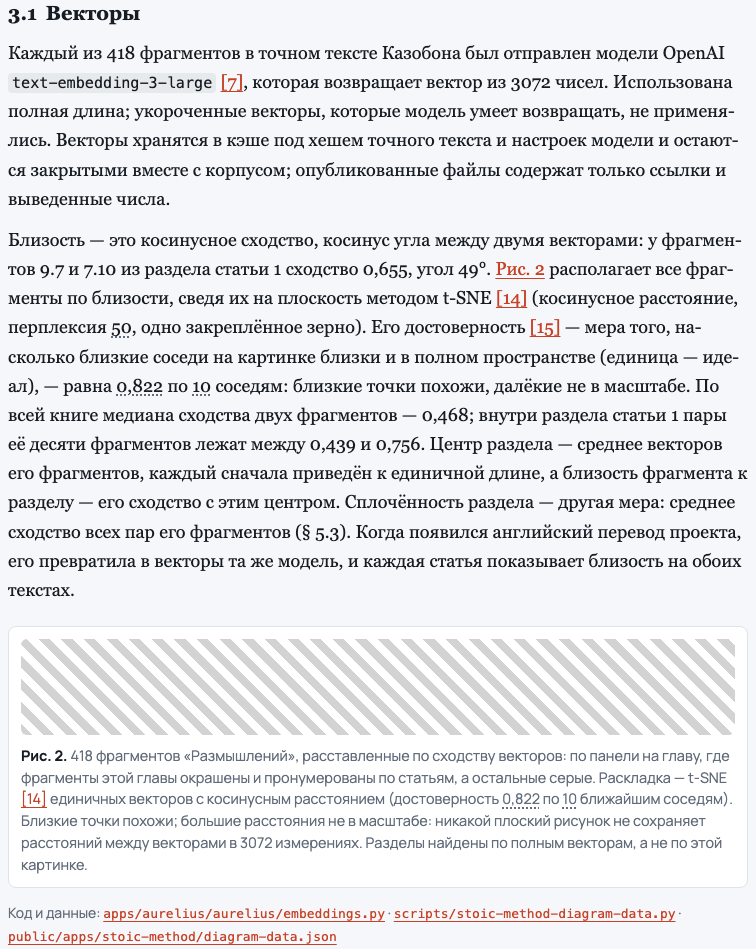 3.1 Векторы
Каждый из 418 фрагментов в точном тексте Казобона был отправлен модели OpenAI
text-embedding-3-large [7], которая возвращает вектор из 3072 чисел. Использована
полная длина; укороченные векторы, которые модель умеет возвращать, не применя-
лись. Векторы хранятся в кэше под хешем точного текста и настроек модели и остают-
ся закрытыми вместе с корпусом; опубликованные файлы содержат только ссылки и
выведенные числа.
Близость — это косинусное сходство, косинус угла между двумя векторами: у фрагмен-
тов 9.7 и 7.10 из раздела статьи 1 сходство 0,655, угол 49°. Рис. 2 располагает все фраг-
менты по близости, сведя их на плоскость методом t-SNE [14] (косинусное расстояние,
перплексия 50, одно закреплённое зерно). Его достоверность [15] — мера того, на-
сколько близкие соседи на картинке близки и в полном пространстве (единица — иде-
ал), — равна 0,822 по 10 соседям: близкие точки похожи, далёкие не в масштабе. По
всей книге медиана сходства двух фрагментов — 0,468; внутри раздела статьи 1 пары
её десяти фрагментов лежат между 0,439 и 0,756. Центр раздела — среднее векторов
его фрагментов, каждый сначала приведён к единичной длине, а близость фрагмента к
разделу — его сходство с этим центром. Сплочённость раздела — другая мера: среднее
сходство всех пар его фрагментов (§ 5.3). Когда появился английский перевод проекта,
его превратила в векторы та же модель, и каждая статья показывает близость на обоих
текстах.
Рис. 2. 418 фрагментов «Размышлений», расставленные по сходству векторов: по панели на главу, где
фрагменты этой главы окрашены и пронумерованы по статьям, а остальные серые. Раскладка — t-SNE
[14] единичных векторов с косинусным расстоянием (достоверность 0,822 по 10 ближайшим соседям).
Близкие точки похожи; большие расстояния не в масштабе: никакой плоский рисунок не сохраняет
расстояний между векторами в 3072 измерениях. Разделы найдены по полным векторам, а не по этой
картинке.
Код и данные: apps/aurelius/aurelius/embeddings.py · scripts/stoic-method-diagram-data.py ·
public/apps/stoic-method/diagram-data.json